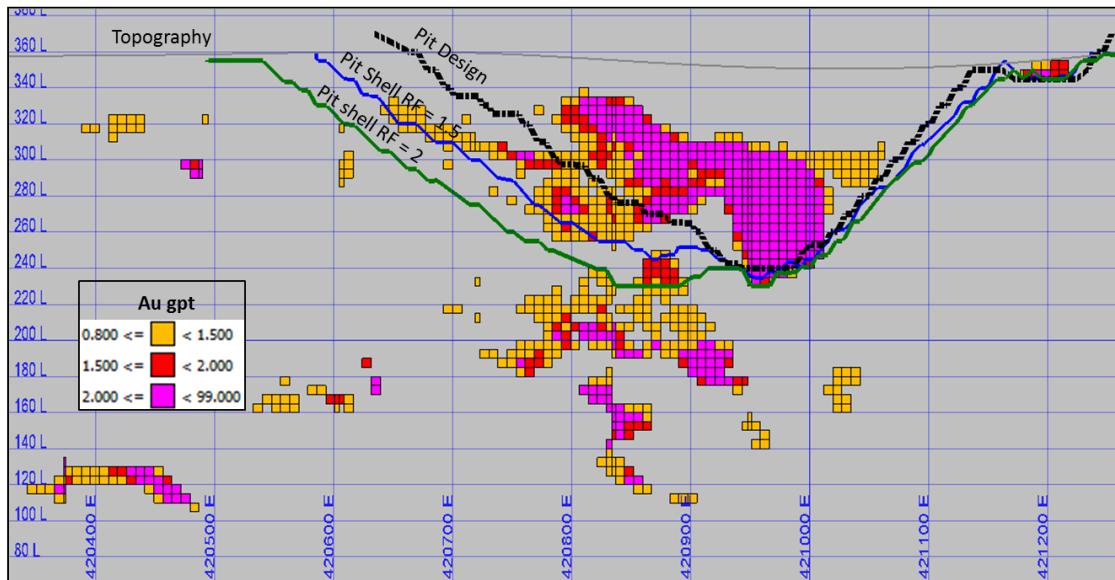 380 L
360 L
Topography
Pit Design
Pit Shell RF = 1.5
Pit shell RF = 2
340 L
320 L
300 L
280 L
260 L
240 L
220 L
200 L
180 L
160 L
140 L
120 L
100 L
80 L
Au gpt
0.800 <= < 1.500
1.500 <= < 2.000
2.000 <= < 99.000
420400 E
420500 E
420600 E
420700 E
420800 E
420900 E
421000 E
421100 E
421200 E